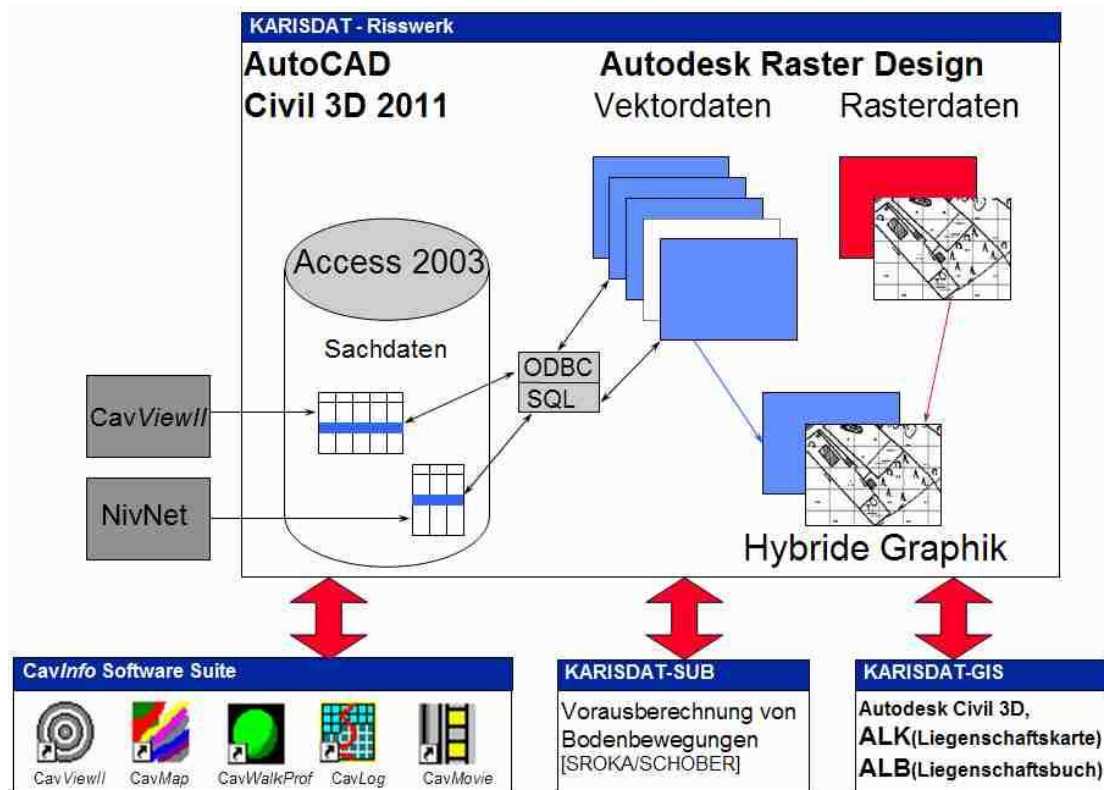 KARISDAT - Risswerk
AutoCAD
Civil 3D 2011
Autodesk Raster Design
Vektordaten
Rasterdaten
Access 2003
Sachdaten
ODBC
SQL
CavViewII
NivNet
Hybride Graphik
CavInfo Software Suite
CavViewII
CavMap
CavWalkProf
CavLog
CavMovie
KARISDAT-SUB
Vorausberechnung von
Bodenbewegungen
[SROKA/SCHOBER]
KARISDAT-GIS
Autodesk Civil 3D,
ALK(Liegenschaftskarte)
ALB(Liegenschaftsbuch)